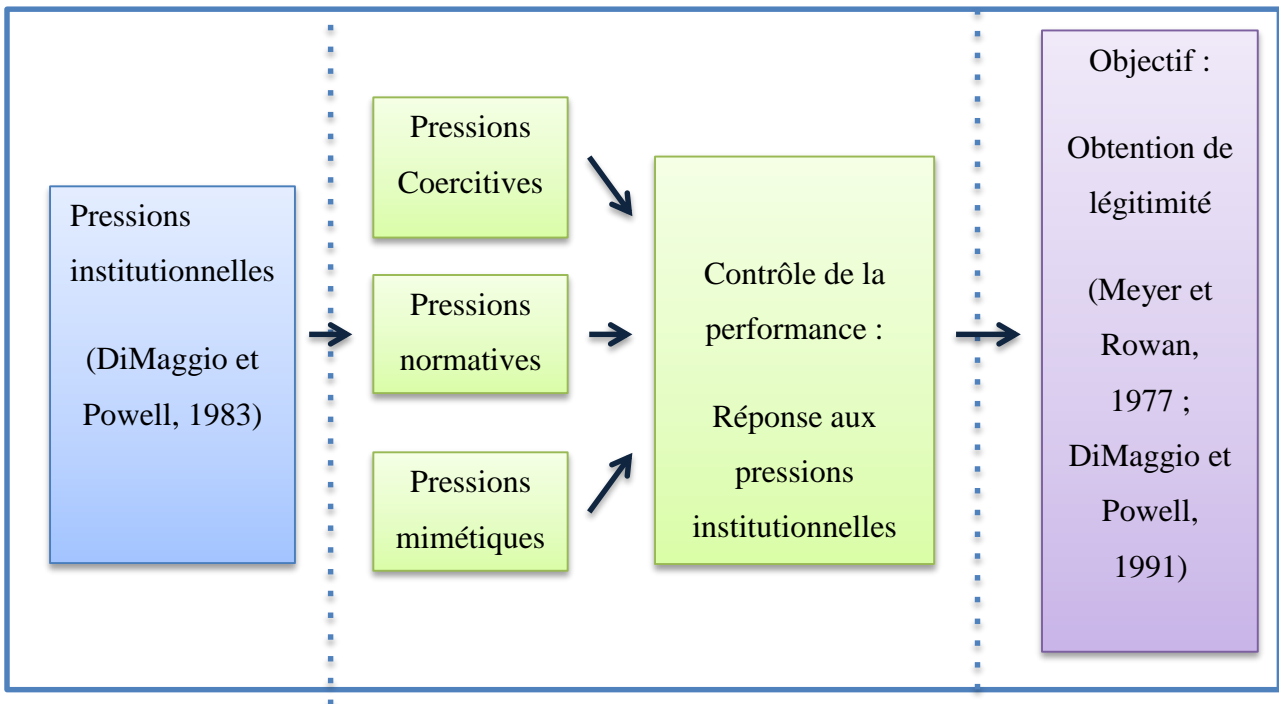 Pressions
institutionnelles
(DiMaggio et
Powell, 1983)
Pressions
Coercitives
Pressions
normatives
Pressions
mimétiques
Contrôle de la
performance :
Réponse aux
pressions
institutionnelles
Objectif :
Obtention de
légitimité
(Meyer et
Rowan,
1977 ;
DiMaggio et
Powell,
1991)